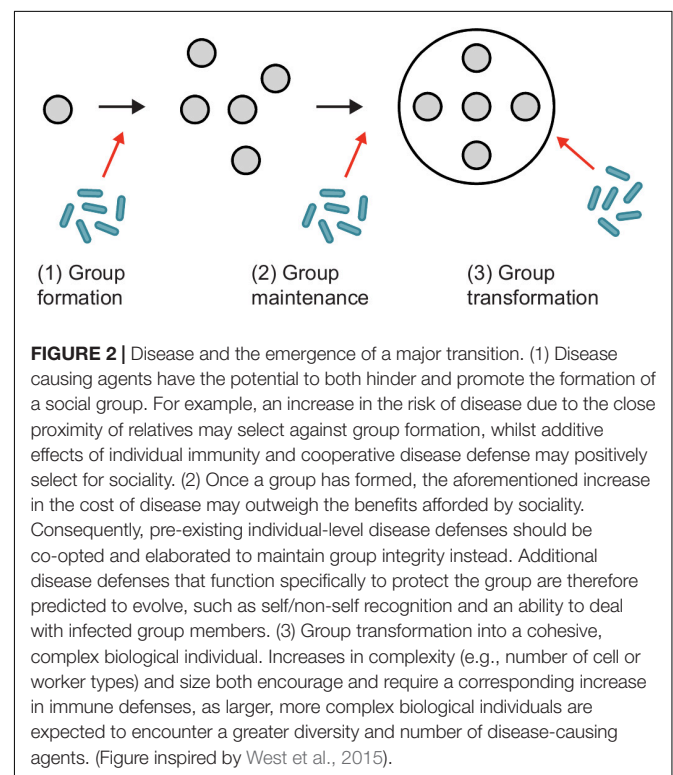 (1) Group
formation
(2) Group
maintenance
(3) Group
transformation
FIGURE 2 | Disease and the emergence of a major transition. (1) Disease
causing agents have the potential to both hinder and promote the formation of
a social group. For example, an increase in the risk of disease due to the close
proximity of relatives may select against group formation, whilst additive
effects of individual immunity and cooperative disease defense may positively
select for sociality. (2) Once a group has formed, the aforementioned increase
in the cost of disease may outweigh the benefits afforded by sociality.
Consequently, pre-existing individual-level disease defenses should be
co-opted and elaborated to maintain group integrity instead. Additional
disease defenses that function specifically to protect the group are therefore
predicted to evolve, such as self/non-self recognition and an ability to deal
with infected group members. (3) Group transformation into a cohesive,
complex biological individual. Increases in complexity (e.g., number of cell or
worker types) and size both encourage and require a corresponding increase
in immune defenses, as larger, more complex biological individuals are
expected to encounter a greater diversity and number of disease-causing
agents. (Figure inspired by West et al., 2015).